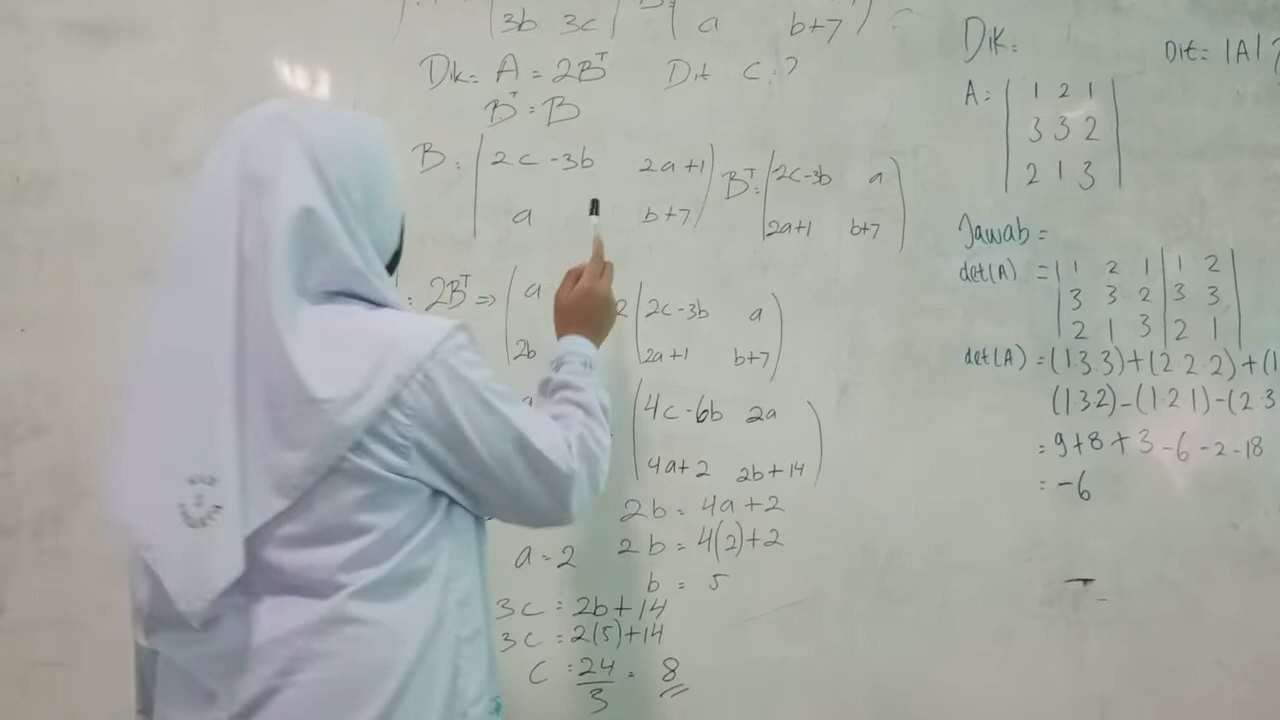 3b 3c a b+7
Dik= A = 2Bᵀ Dit C = ?
Bᵀ = B
B = (2c-3b 2a+1) Bᵀ = (2c-3b a)
(a b+7) (2a+1 b+7)
: 2Bᵀ ⇒ (a 2 (2c-3b a)
(2b (2a+1 b+7)
(4c-6b 2a)
(4a+2 2b+14)
2b = 4a+2
a = 2 2b = 4(2)+2
b = 5
3c = 2b+14
3c = 2(5)+14
C = 24/3 = 8
Dik= Dit= |A| ?
A = | 1 2 1 |
| 3 3 2 |
| 2 1 3 |
Jawab =
det(A) = | 1 2 1 | 1 2 |
| 3 3 2 | 3 3 |
| 2 1 3 | 2 1 |
det(A) = (1.3.3)+(2.2.2)+(1
(1.3.2)-(1.2.1)-(2.3
= 9+8+3-6-2-18
= -6